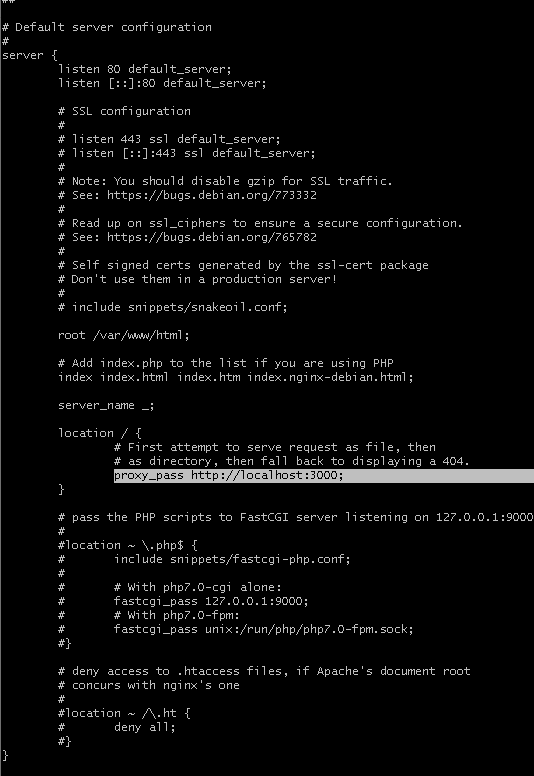 ##
# Default server configuration
#
server {
        listen 80 default_server;
        listen [::]:80 default_server;
        # SSL configuration
        #
        # listen 443 ssl default_server;
        # listen [::]:443 ssl default_server;
        #
        # Note: You should disable gzip for SSL traffic.
        # See: https://bugs.debian.org/773332
        #
        # Read up on ssl_ciphers to ensure a secure configuration.
        # See: https://bugs.debian.org/765782
        #
        # Self signed certs generated by the ssl-cert package
        # Don't use them in a production server!
        #
        # include snippets/snakeoil.conf;
        root /var/www/html;
        # Add index.php to the list if you are using PHP
        index index.html index.htm index.nginx-debian.html;
        server_name _;
        location / {
                # First attempt to serve request as file, then
                # as directory, then fall back to displaying a 404.
                proxy_pass http://localhost:3000;
        }
        # pass the PHP scripts to FastCGI server listening on 127.0.0.1:9000
        #
        #location ~ \.php$ {
        #       include snippets/fastcgi-php.conf;
        #
        #       # With php7.0-cgi alone:
        #       fastcgi_pass 127.0.0.1:9000;
        #       # With php7.0-fpm:
        #       fastcgi_pass unix:/run/php/php7.0-fpm.sock;
        #}
        # deny access to .htaccess files, if Apache's document root
        # concurs with nginx's one
        #
        #location ~ /\.ht {
        #       deny all;
        #}
}